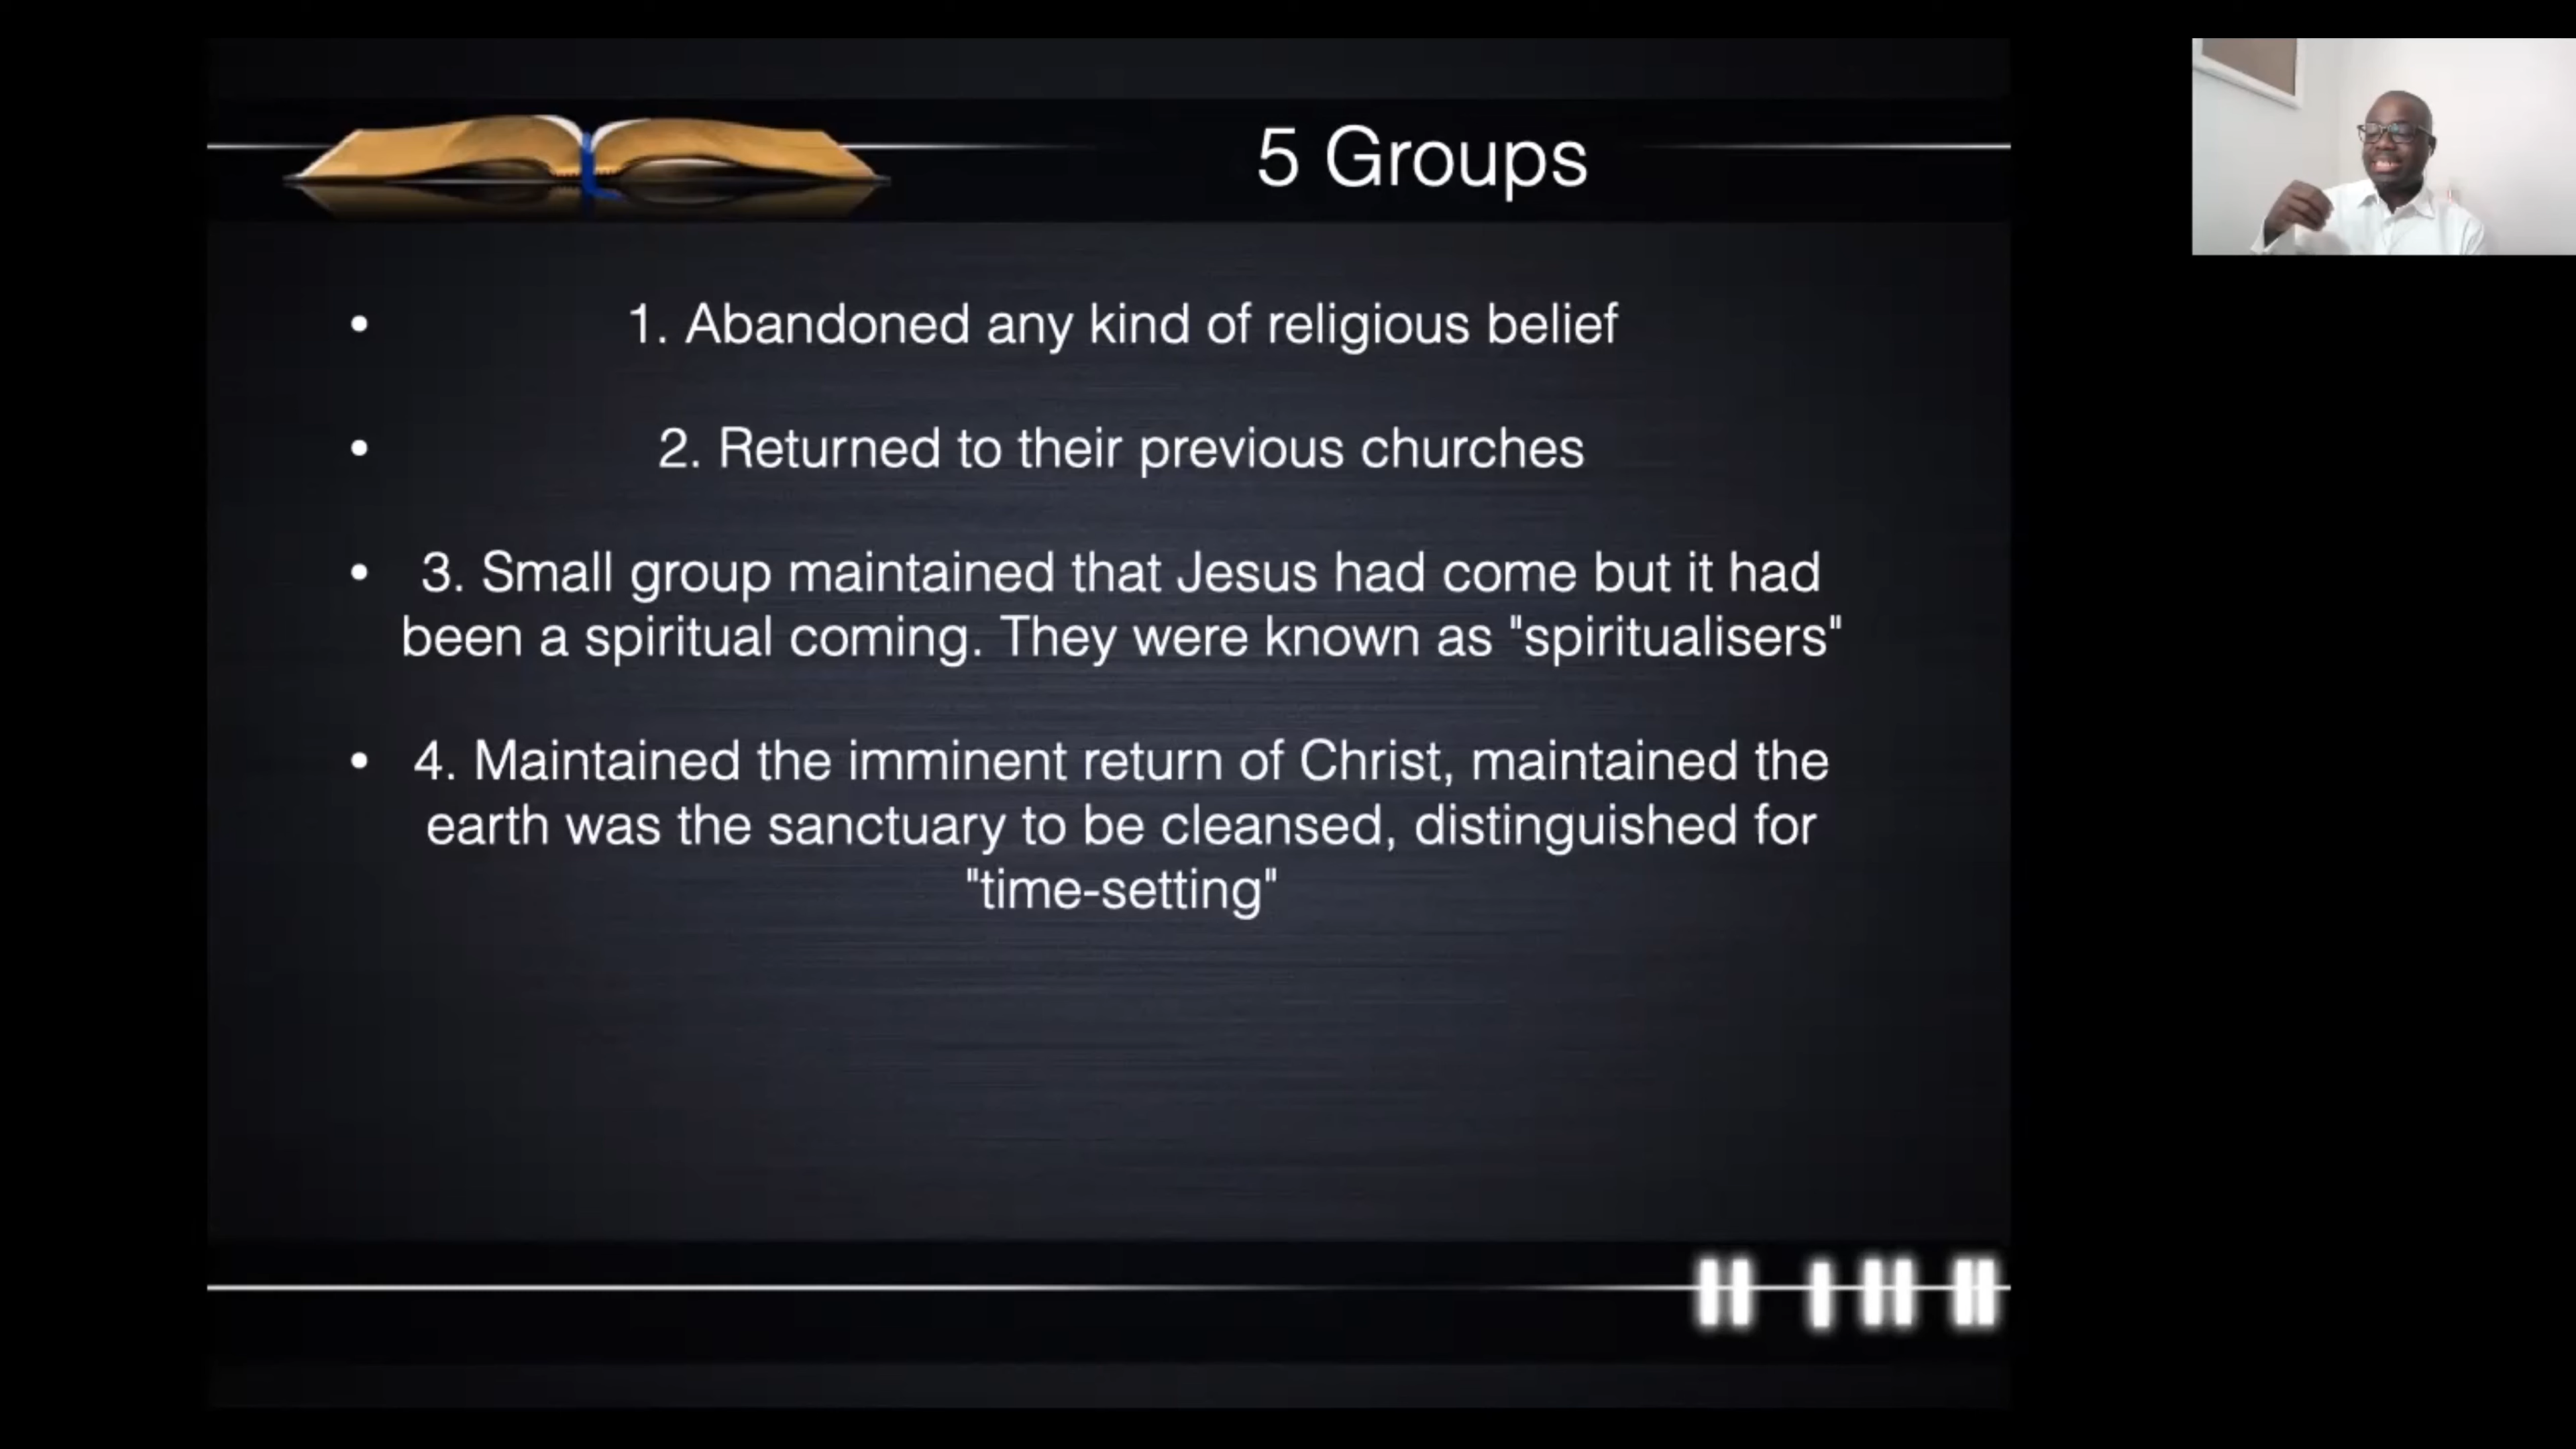 5 Groups
• 1. Abandoned any kind of religious belief
• 2. Returned to their previous churches
• 3. Small group maintained that Jesus had come but it had
been a spiritual coming. They were known as "spiritualisers"
• 4. Maintained the imminent return of Christ, maintained the
earth was the sanctuary to be cleansed, distinguished for
"time-setting"